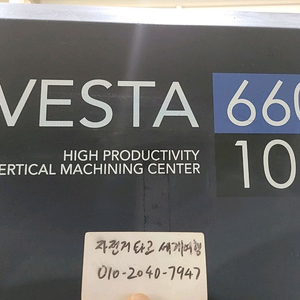 VESTA 660
HIGH PRODUCTIVITY
ERTICAL MACHINING CENTER
10
자전거 타고 세계여행
010-2040-7947